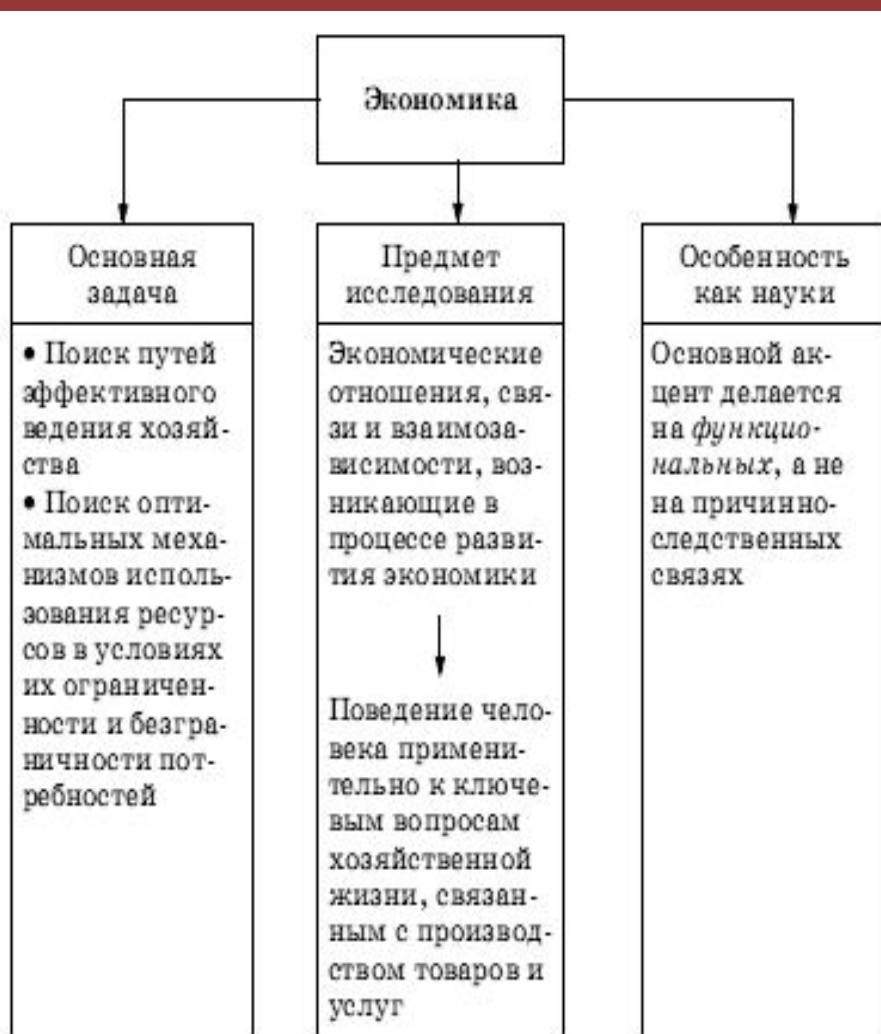 Экономика
Основная
задача
• Поиск путей
эффективного
ведения хозяй-
ства
• Поиск опти-
мальных меха-
низмов исполь-
зования ресур-
сов в условиях
их ограничен-
ности и безгра-
ничности пот-
ребностей
Предмет
исследования
Экономические
отношения, свя-
зи и взаимоза-
висимости, воз-
никающие в
процессе разви-
тия экономики
Поведение чело-
века примени-
тельно к ключе-
вым вопросам
хозяйственной
жизни, связан-
ным с производ-
ством товаров и
услуг
Особенность
как науки
Основной ак-
цент делается
на функцио-
нальных, а не
на причинно-
следственных
связях